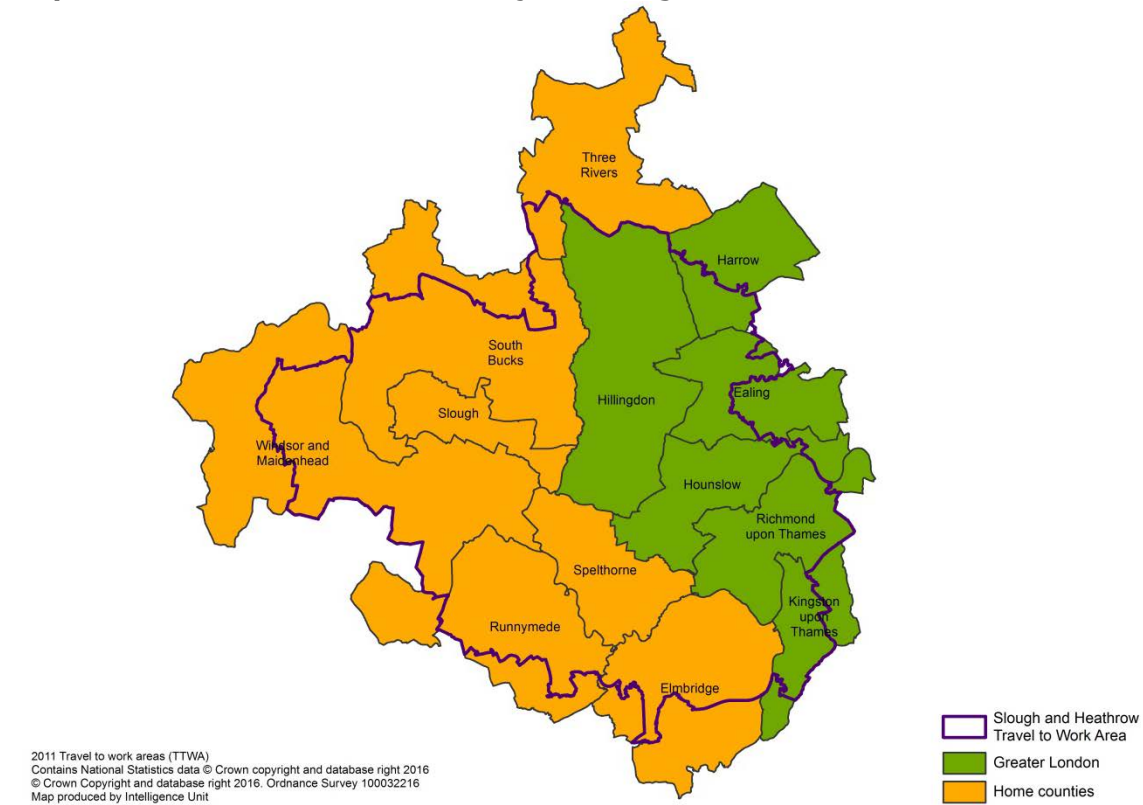 Three
Rivers
Harrow
South
Bucks
Hillingdon
Ealing
Slough
Windsor and
Maidenhead
Hounslow
Richmond
upon Thames
Spelthorne
Kingston
upon
Thames
Runnymede
Elmbridge
Slough and Heathrow
Travel to Work Area
Greater London
Home counties
2011 Travel to work areas (TTWA)
Contains National Statistics data © Crown copyright and database right 2016
© Crown Copyright and database right 2016. Ordnance Survey 100032216
Map produced by Intelligence Unit